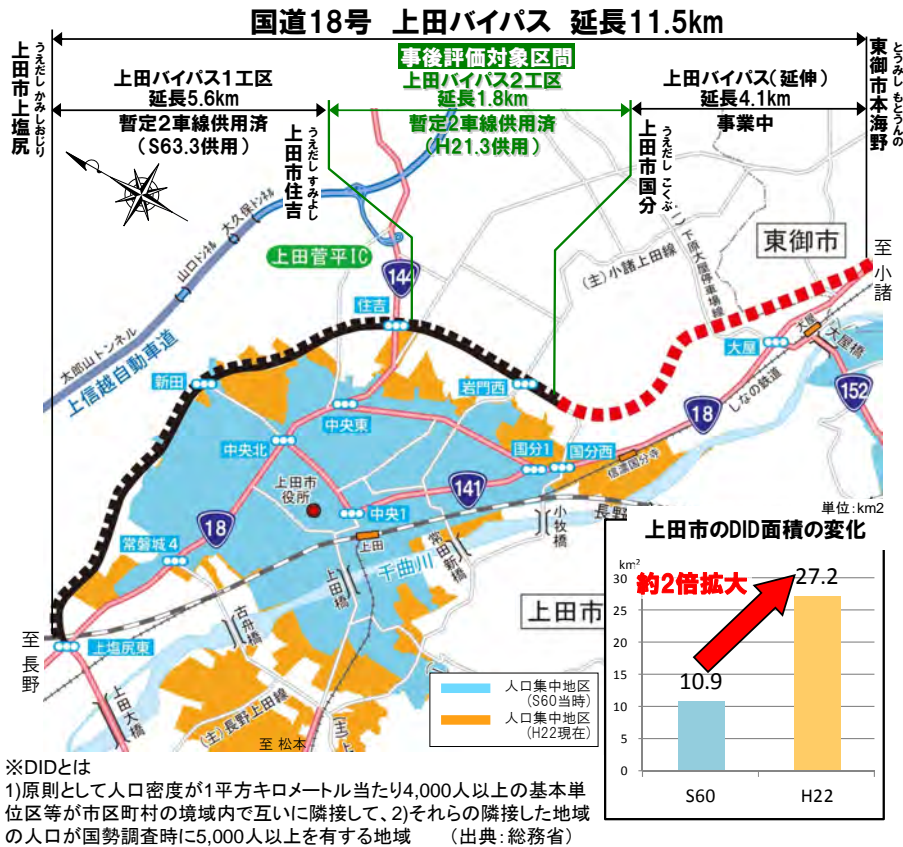 国道18号 上田バイパス 延長11.5km
事後評価対象区間
うえだし かみしおじり
上田市上塩尻
上田バイパス1工区
延長5.6km
暫定2車線供用済
(S63.3供用)
うえだし すみよし
上田市住吉
上田バイパス2工区
延長1.8km
暫定2車線供用済
(H21.3供用)
うえだし こくぶ
上田市国分
上田バイパス(延伸)
延長4.1km
事業中
とうみし もとうんの
東御市本海野
大久保トンネル
山口トンネル
太郎山トンネル
上信越自動車道
上田菅平IC
144
住吉
(主)小諸上田線
(一)下原大屋停車場線
東御市
至小諸
新田
岩門西
大屋
大屋
大屋橋
152
18
しなの鉄道
中央東
中央北
国分1
国分西
信濃国分寺
上田市
役所
141
中央1
18
常磐城4
上田
千曲川
上田橋
常田新橋
小牧橋
長野
古舟橋
上田市
至長野
上塩尻東
上田大橋
(主)長野上田線
至 松本
(主)上
人口集中地区
(S60当時)
人口集中地区
(H22現在)
単位:km2
上田市のDID面積の変化
km²
約2倍拡大
30
25
20
15
10
5
0
10.9
27.2
S60
H22
※DIDとは
1)原則として人口密度が1平方キロメートル当たり4,000人以上の基本単
位区等が市区町村の境域内で互いに隣接して、2)それらの隣接した地域
の人口が国勢調査時に5,000人以上を有する地域 (出典:総務省)